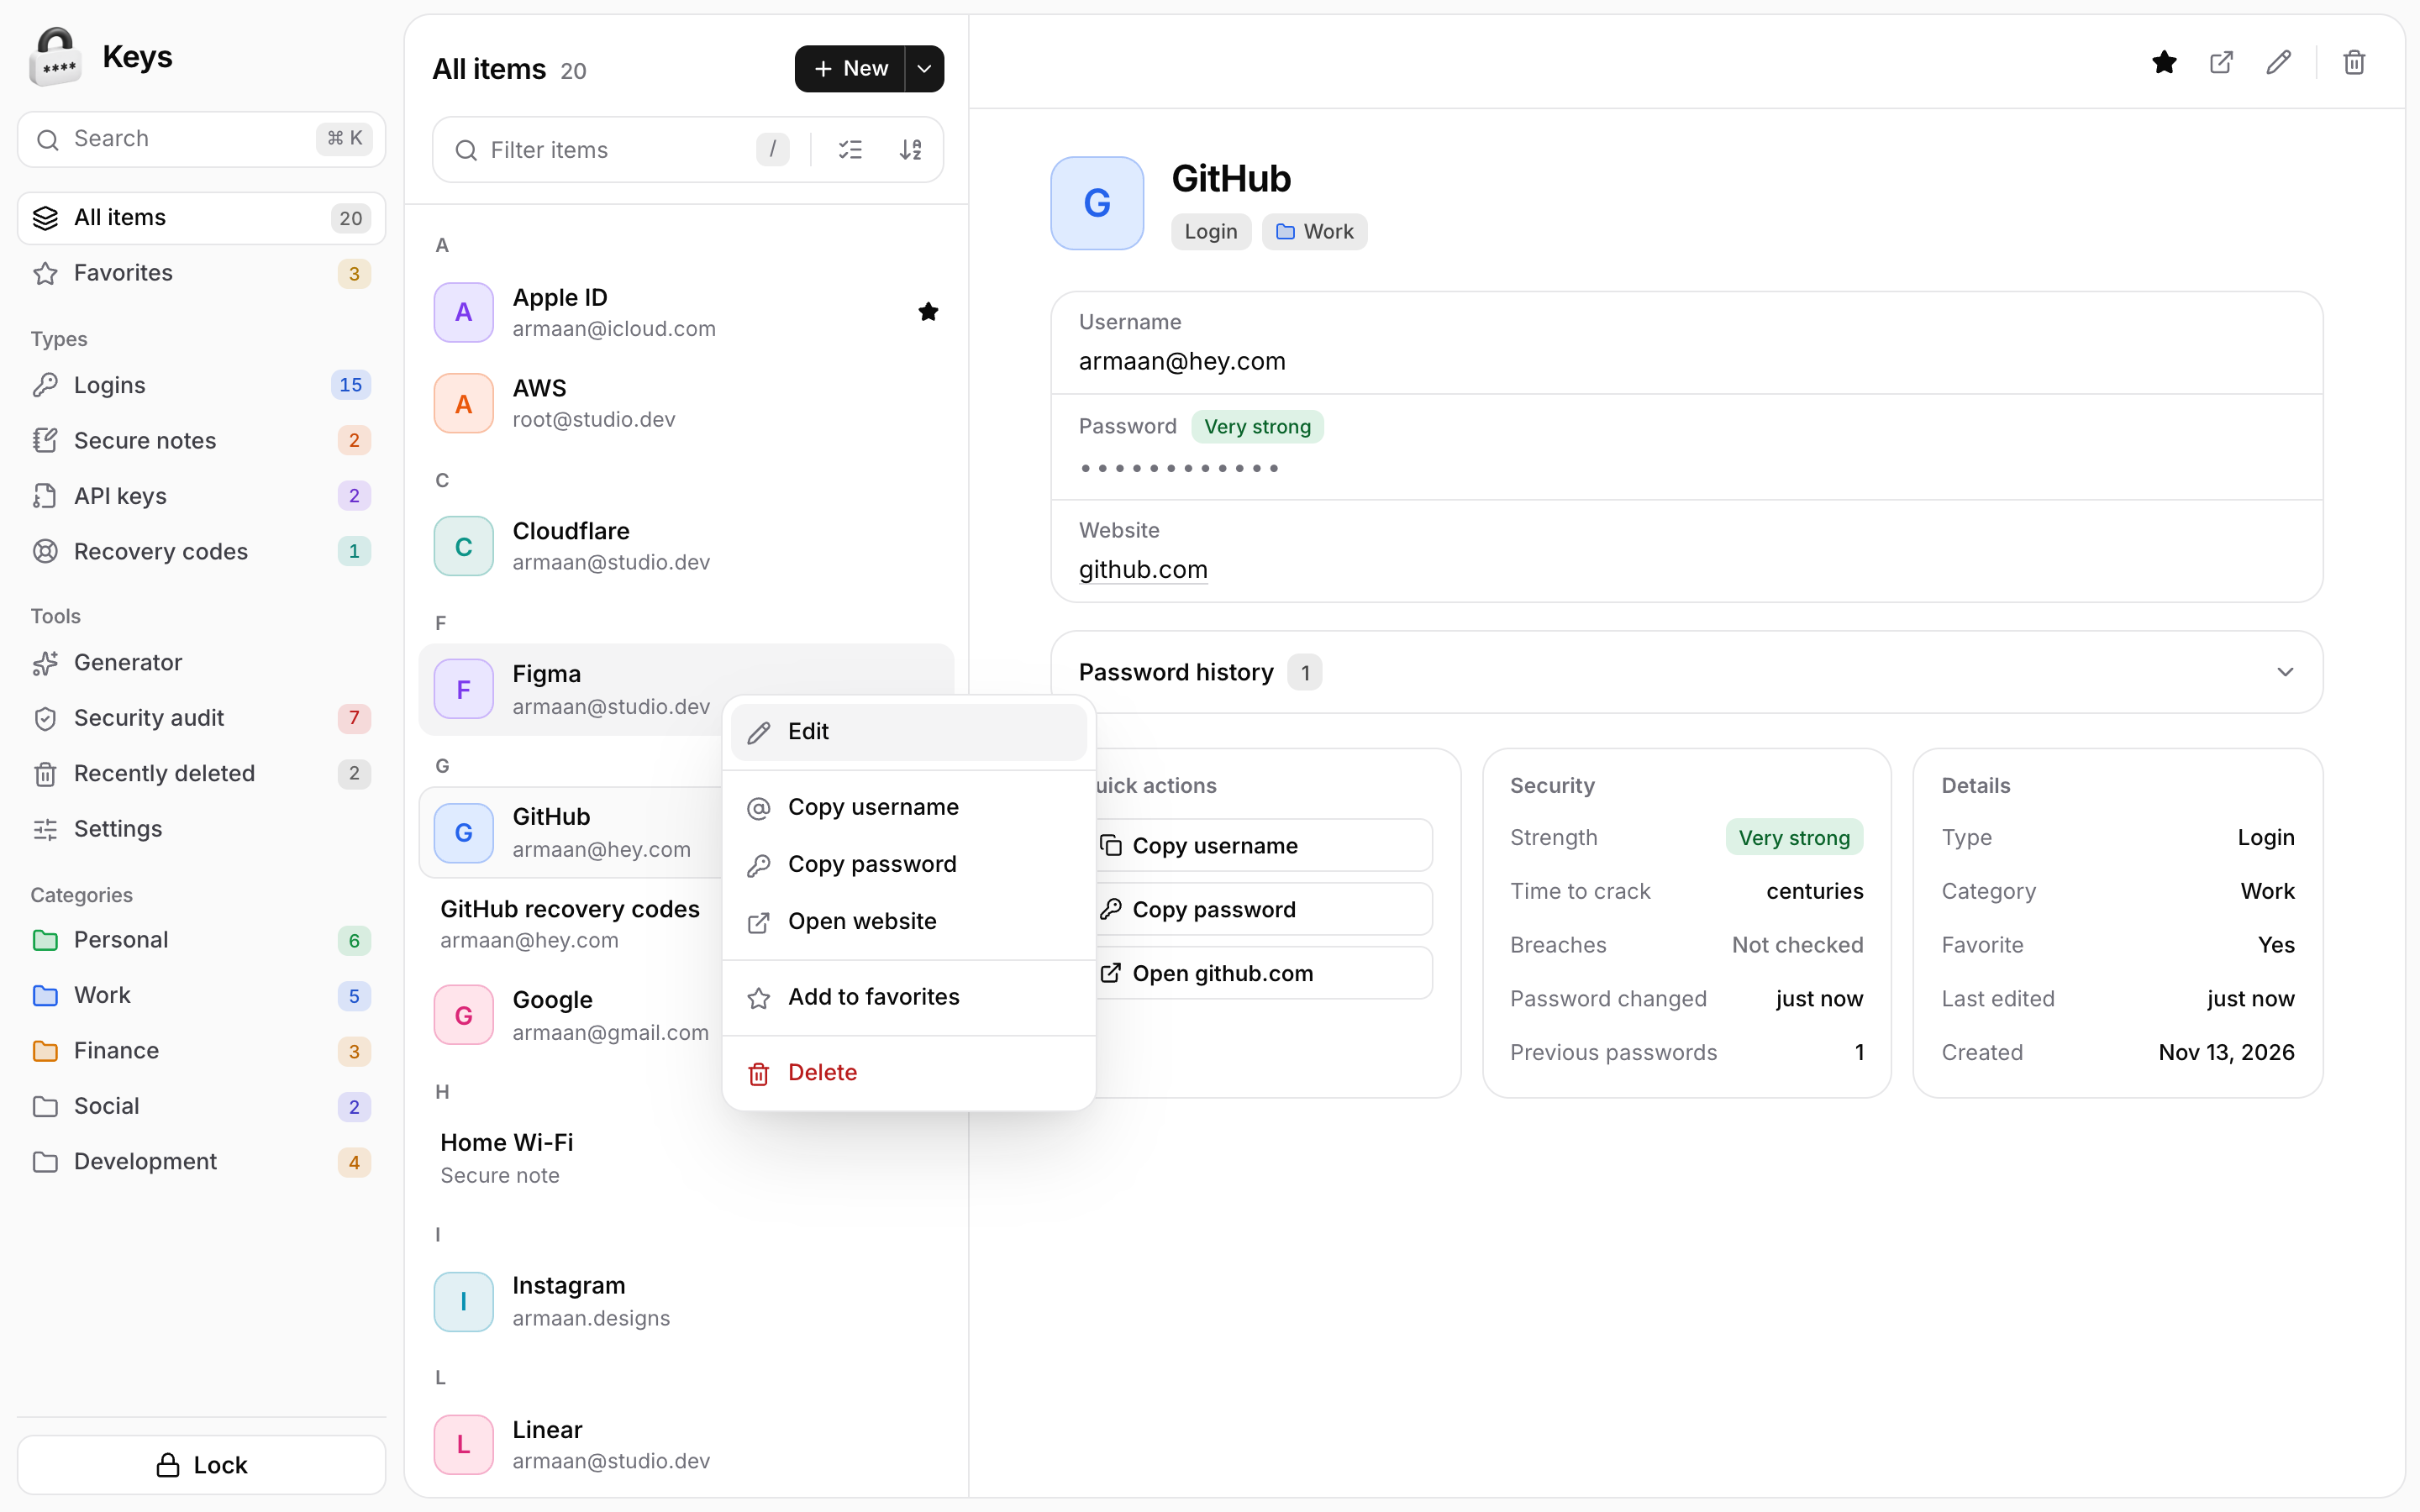 Keys
Search ⌘ K
All items 20
Favorites 3
Types
Logins 15
Secure notes 2
API keys 2
Recovery codes 1
Tools
Generator
Security audit 7
Recently deleted 2
Settings
Categories
Personal 6
Work 5
Finance 3
Social 2
Development 4
Lock
All items 20
+ New
Filter items /
A
A Apple ID
armaan@icloud.com
A AWS
root@studio.dev
C
C Cloudflare
armaan@studio.dev
F
F Figma
armaan@studio.dev
G
G GitHub
armaan@hey.com
GitHub recovery codes
armaan@hey.com
G Google
armaan@gmail.com
H
Home Wi-Fi
Secure note
I
I Instagram
armaan.designs
L
L Linear
armaan@studio.dev
Edit
Copy username
Copy password
Open website
Add to favorites
Delete
G GitHub
Login Work
Username
armaan@hey.com
Password Very strong
••••••••••••
Website
github.com
Password history 1
uick actions
Copy username
Copy password
Open github.com
Security
Strength Very strong
Time to crack centuries
Breaches Not checked
Password changed just now
Previous passwords 1
Details
Type Login
Category Work
Favorite Yes
Last edited just now
Created Nov 13, 2026